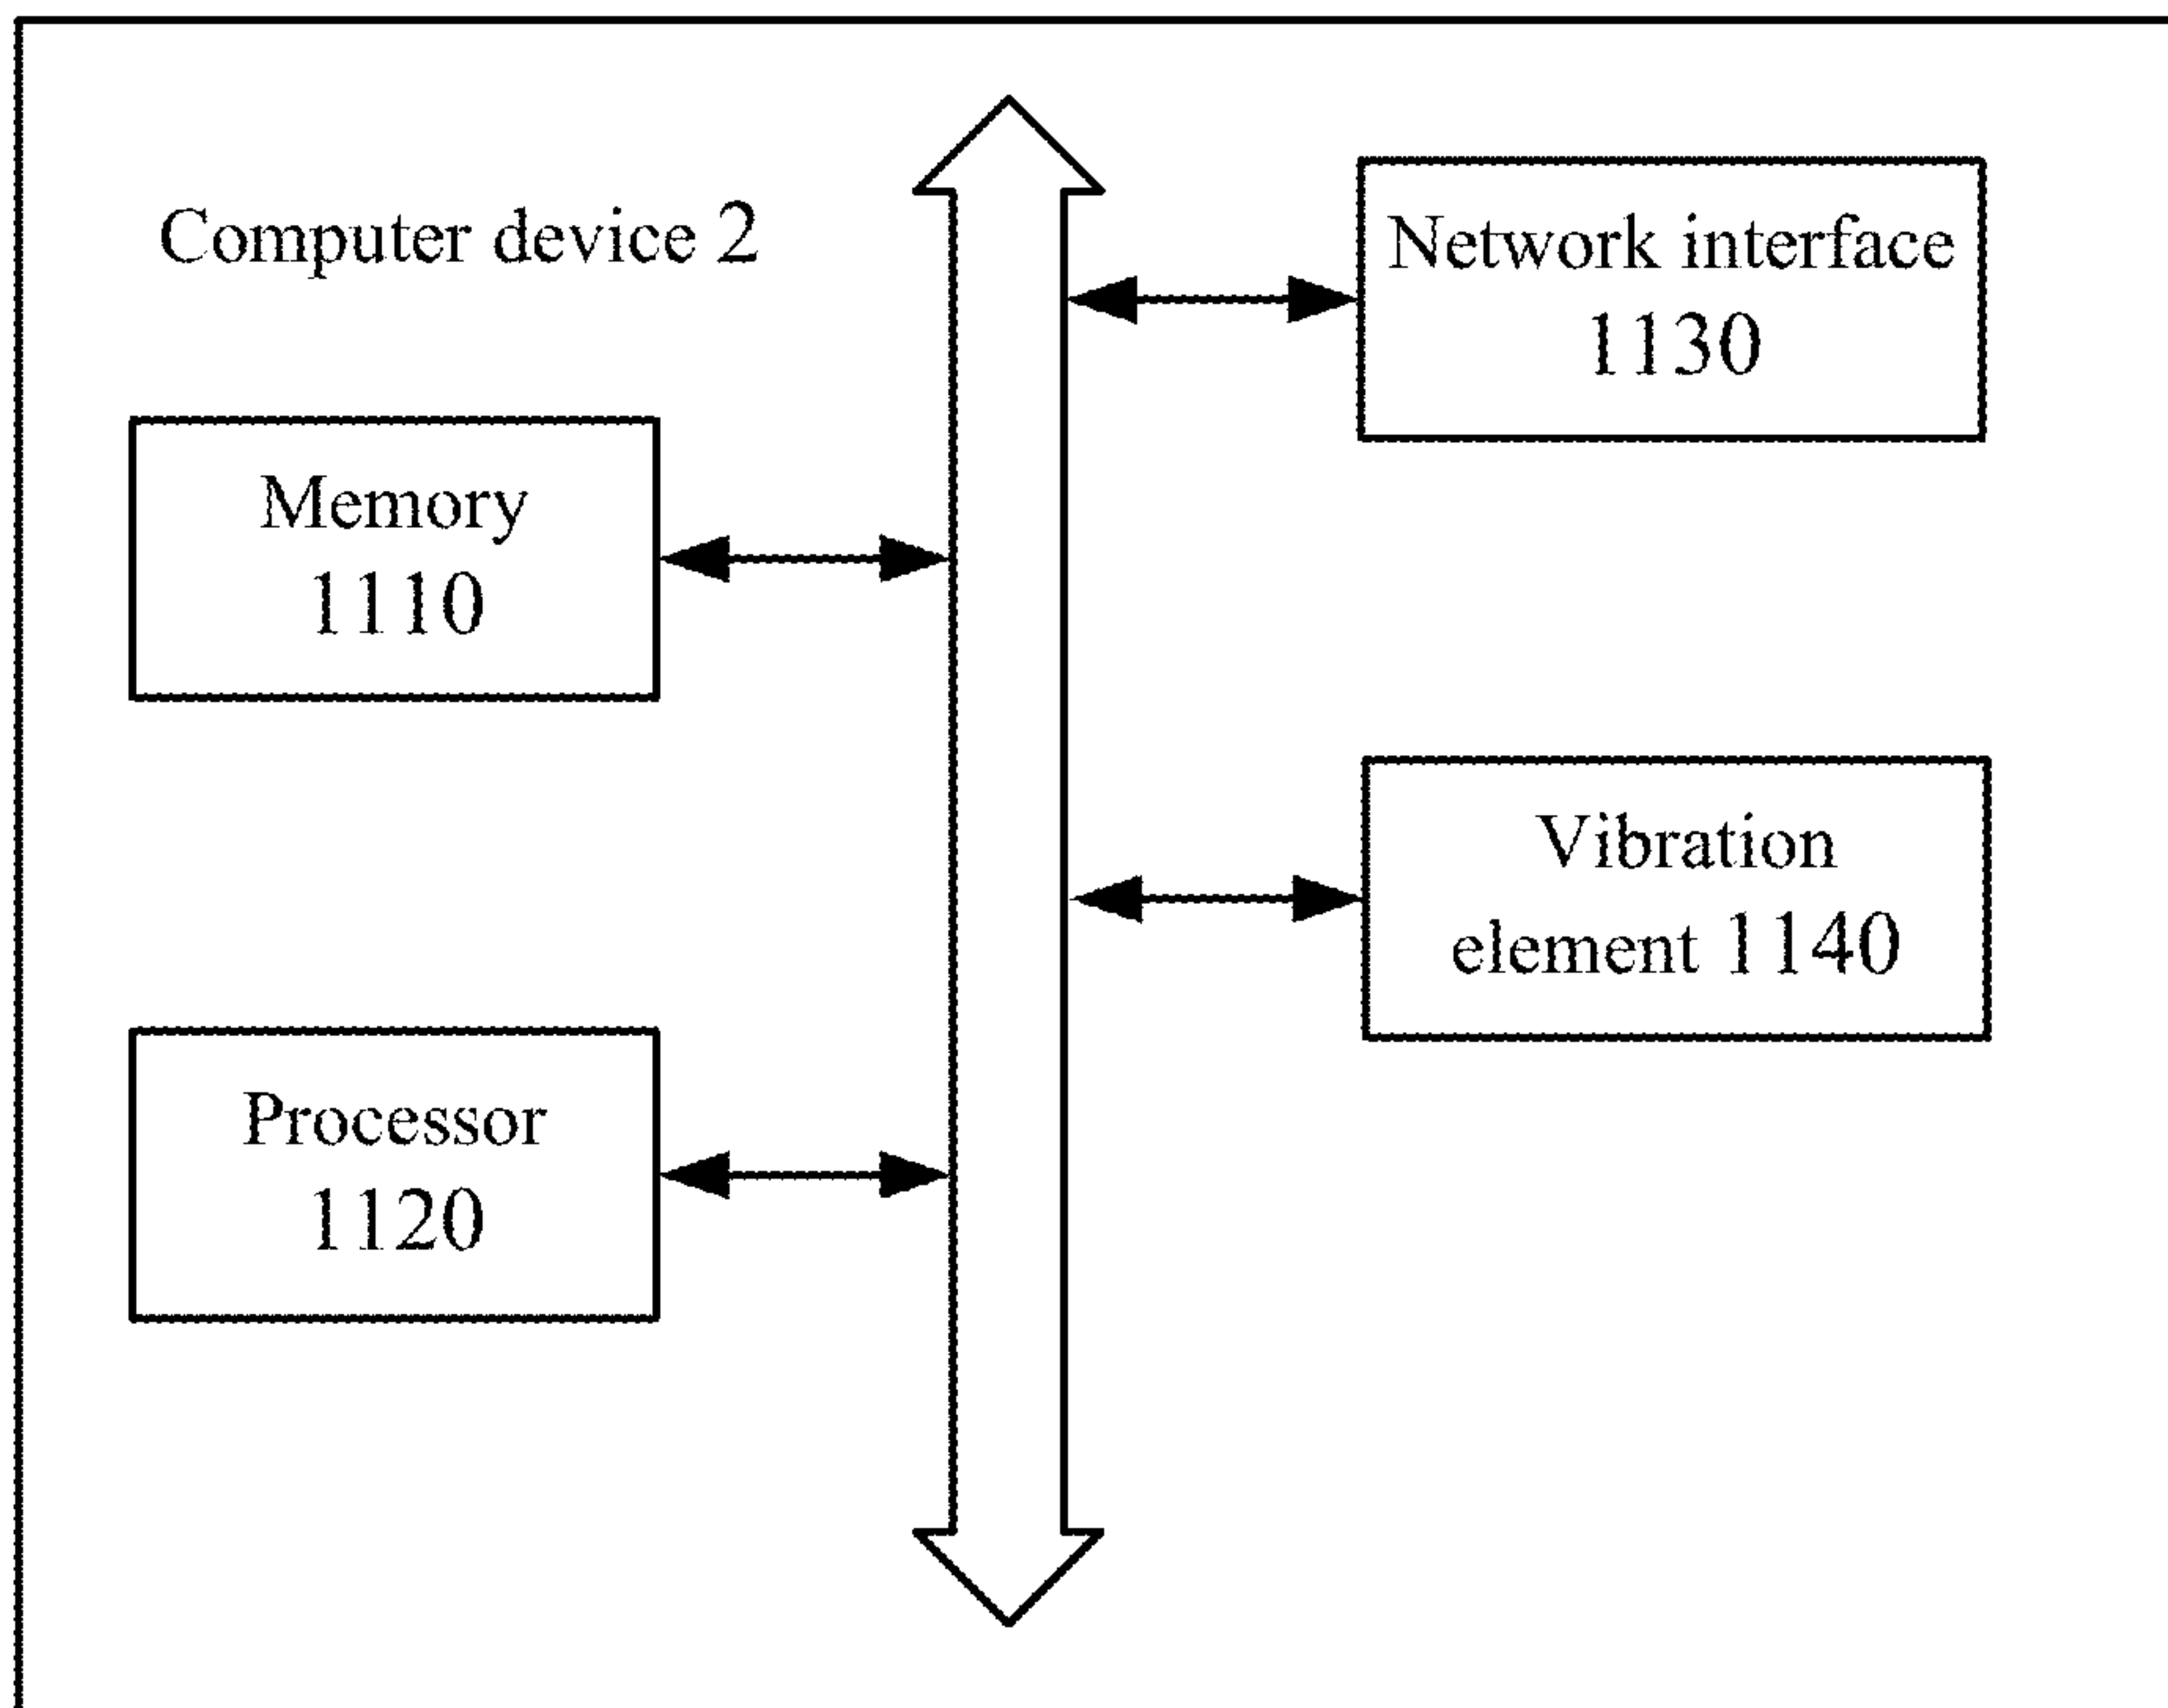 Computer device 2
Network interface
1130
Memory
1110
Vibration
element 1140
Processor
1120